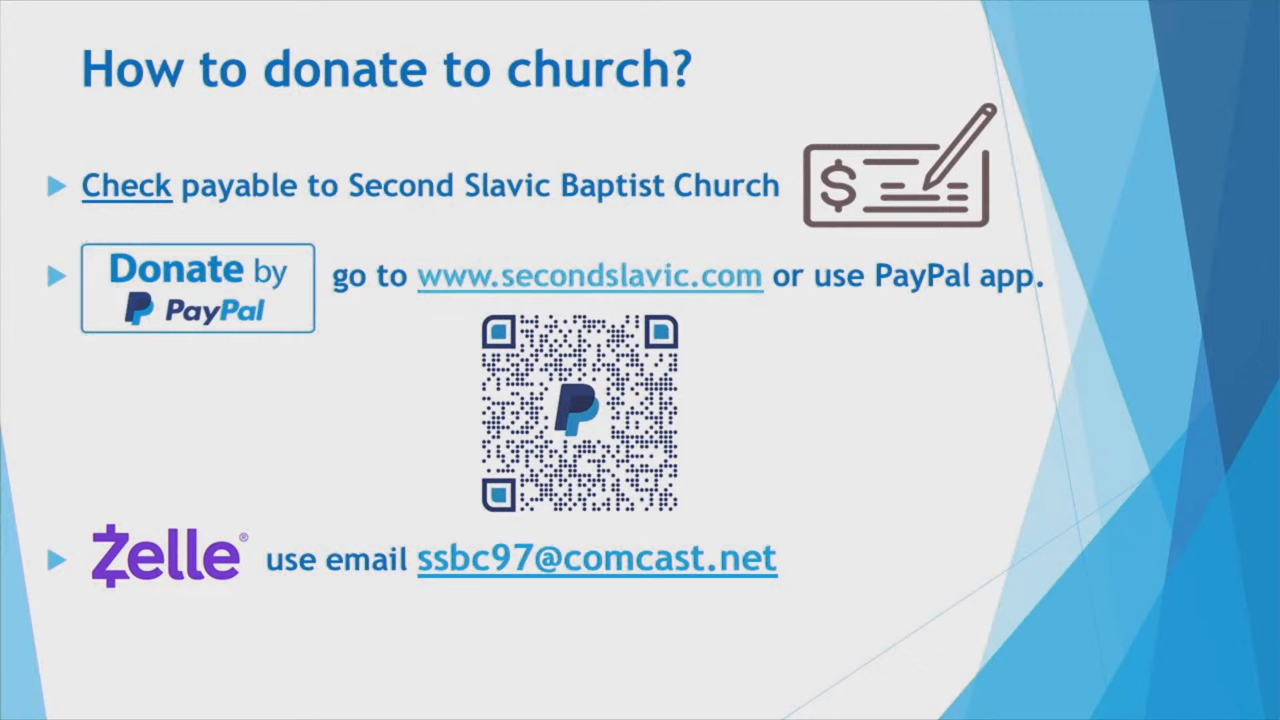 How to donate to church?
Check payable to Second Slavic Baptist Church
$
Donate by
PayPal
go to www.secondslavic.com or use PayPal app.
Zelle® use email ssbc97@comcast.net